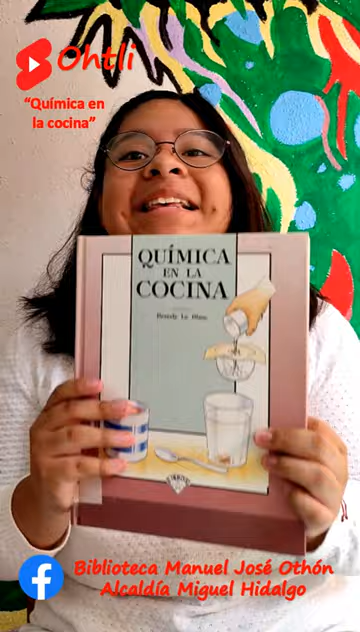 Ohtli
"Química en
la cocina"
QUÍMICA
EN LA
COCINA
Biblioteca Manuel José Othón
Alcaldía Miguel Hidalgo